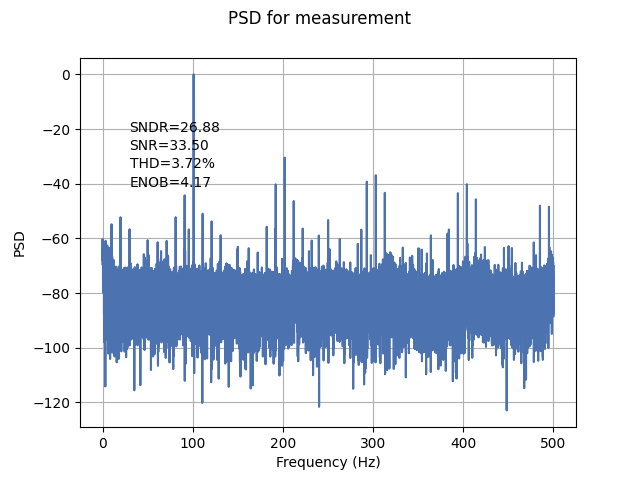 PSD for measurement
0
−20
−40
−60
−80
−100
−120
PSD
SNDR=26.88
SNR=33.50
THD=3.72%
ENOB=4.17
0
100
200
300
400
500
Frequency (Hz)